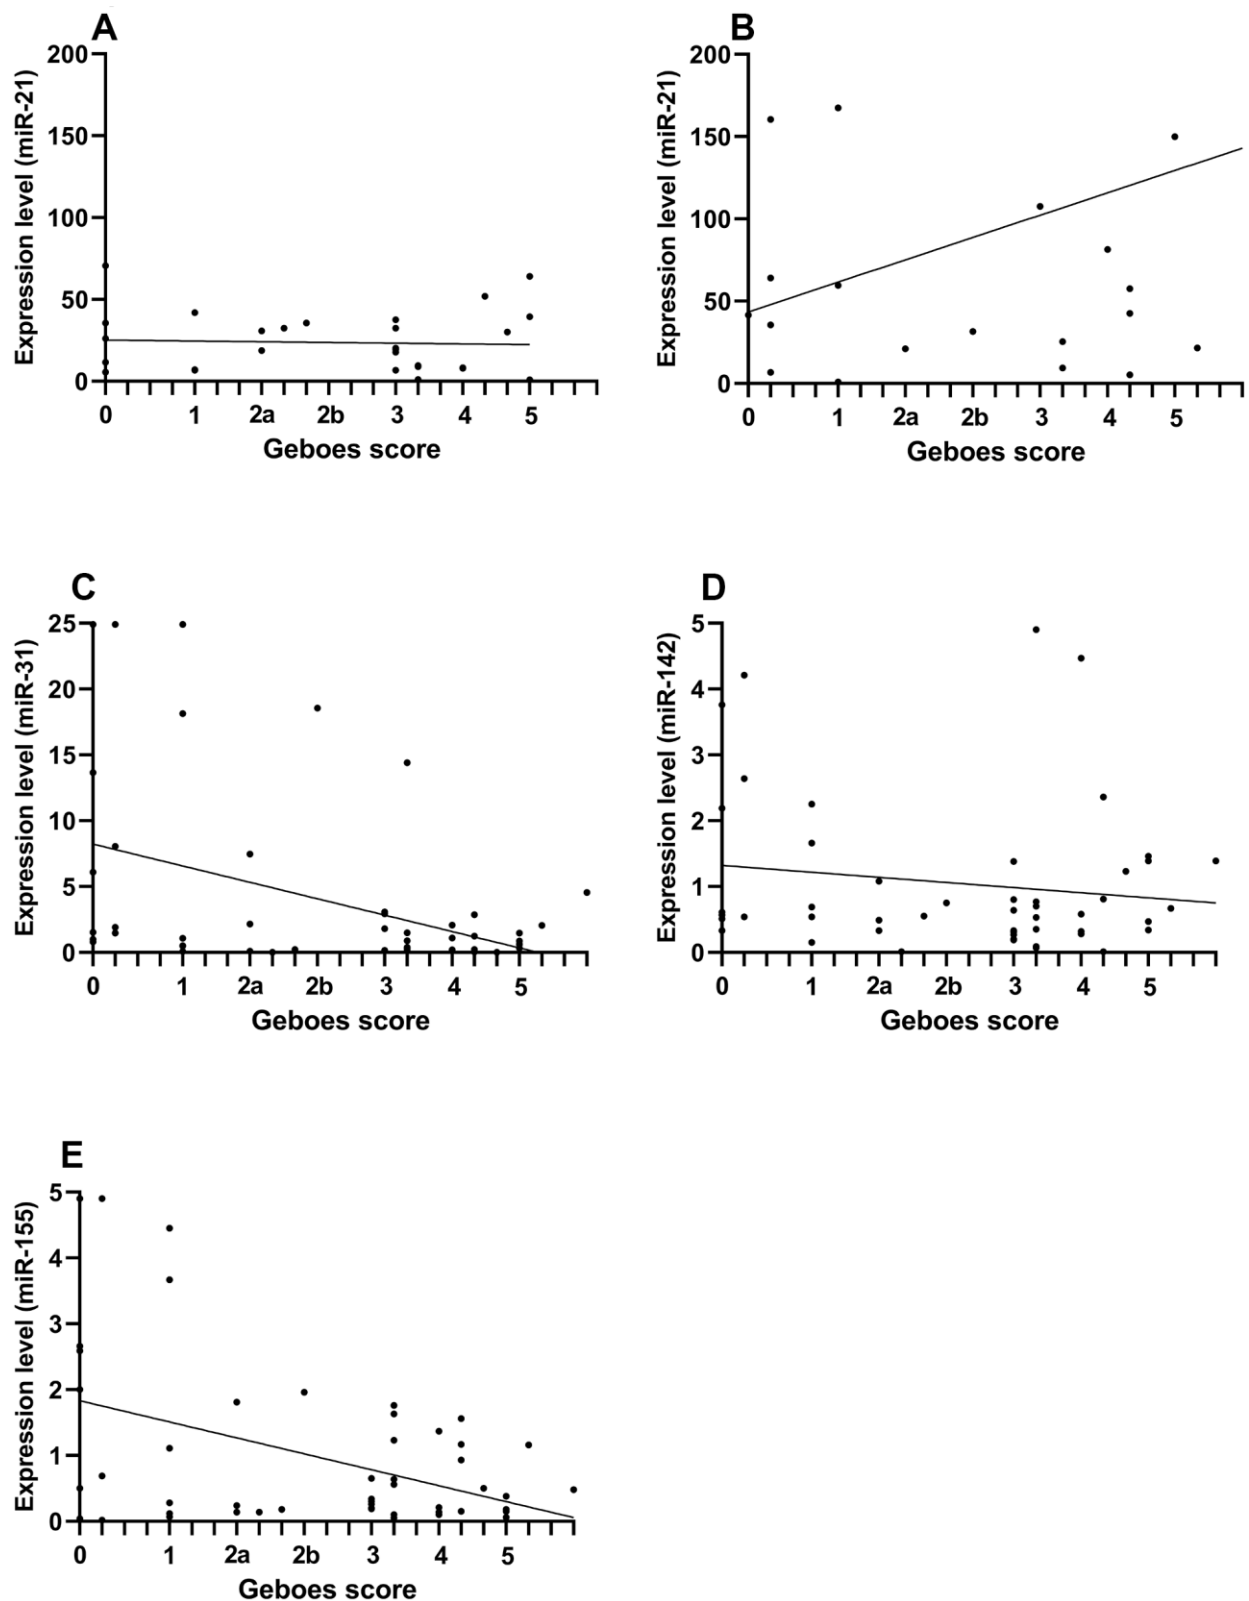 A
Expression level (miR-21)
200
150
100
50
0
0 1 2a 2b 3 4 5
Geboes score
B
Expression level (miR-21)
200
150
100
50
0
0 1 2a 2b 3 4 5
Geboes score
C
Expression level (miR-31)
25
20
15
10
5
0
0 1 2a 2b 3 4 5
Geboes score
D
Expression level (miR-142)
5
4
3
2
1
0
0 1 2a 2b 3 4 5
Geboes score
E
Expression level (miR-155)
5
4
3
2
1
0
0 1 2a 2b 3 4 5
Geboes score